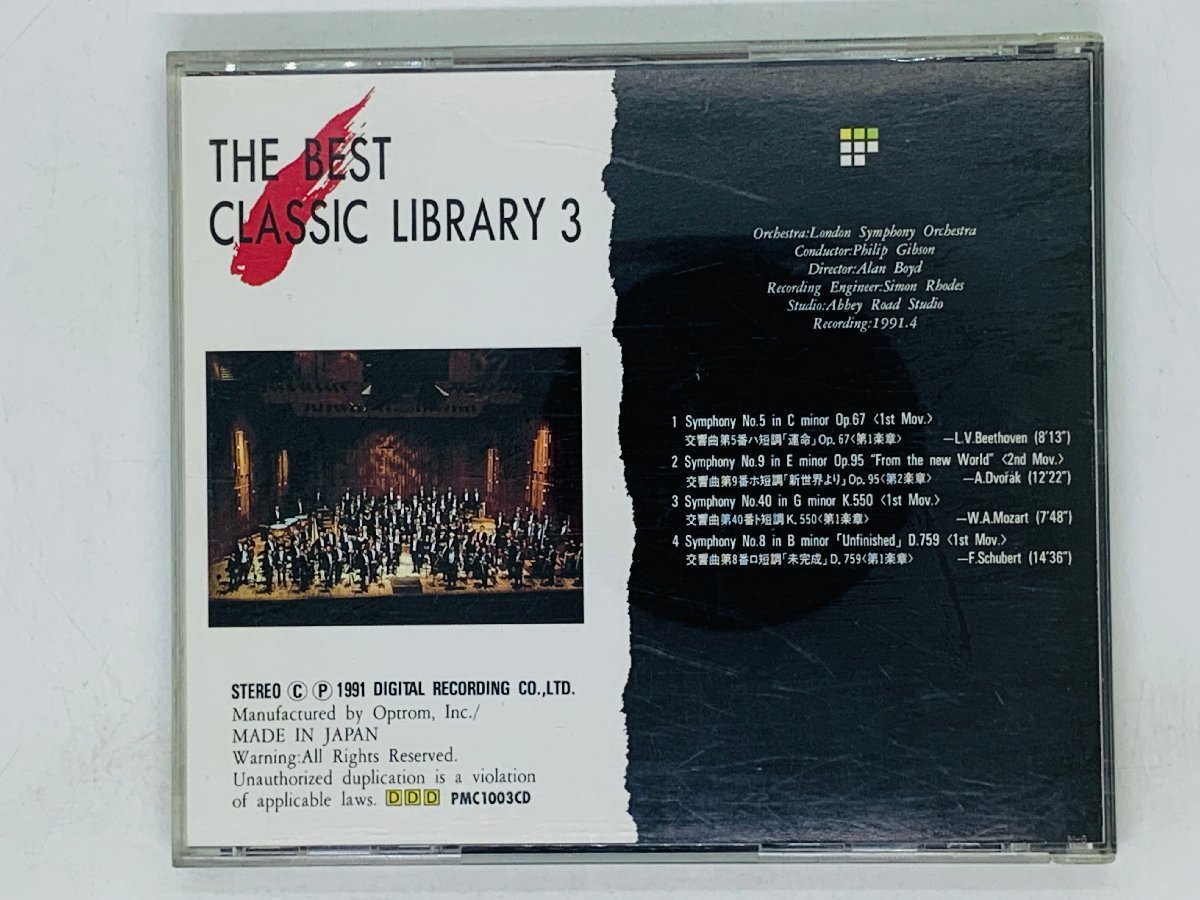 THE BEST
CLASSIC LIBRARY 3
STEREO Ⓒ Ⓟ 1991 DIGITAL RECORDING CO.,LTD.
Manufactured by Optrom, Inc./
MADE IN JAPAN
Warning:All Rights Reserved.
Unauthorized duplication is a violation
of applicable laws. DDD PMC1003CD
Orchestra:London Symphony Orchestra
Conductor:Philip Gibson
Director:Alan Boyd
Recording Engineer:Simon Rhodes
Studio:Abbey Road Studio
Recording:1991.4
1 Symphony No.5 in C minor Op.67 〈1st Mov.〉
交響曲第5番ハ短調「運命」Op. 67〈第1楽章〉 —L.V.Beethoven (8'13")
2 Symphony No.9 in E minor Op.95 "From the new World" 〈2nd Mov.〉
交響曲第9番ホ短調「新世界より」Op. 95〈第2楽章〉 —A.Dvořák (12'22")
3 Symphony No.40 in G minor K.550 〈1st Mov.〉
交響曲第40番ト短調 K. 550〈第1楽章〉 —W.A.Mozart (7'48")
4 Symphony No.8 in B minor「Unfinished」D.759 〈1st Mov.〉
交響曲第8番ロ短調「未完成」D. 759〈第1楽章〉 —F.Schubert (14'36")